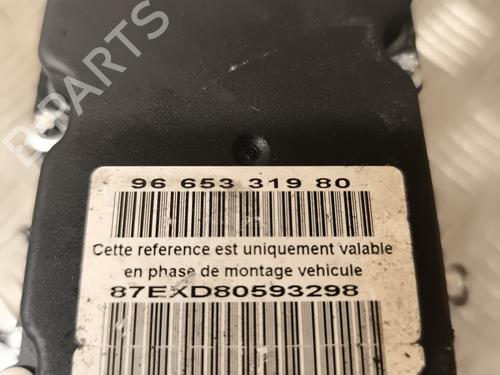 B-PARTS
96 653 319 80
Cette reference est uniquement valable
en phase de montage vehicule
87EXD80593298